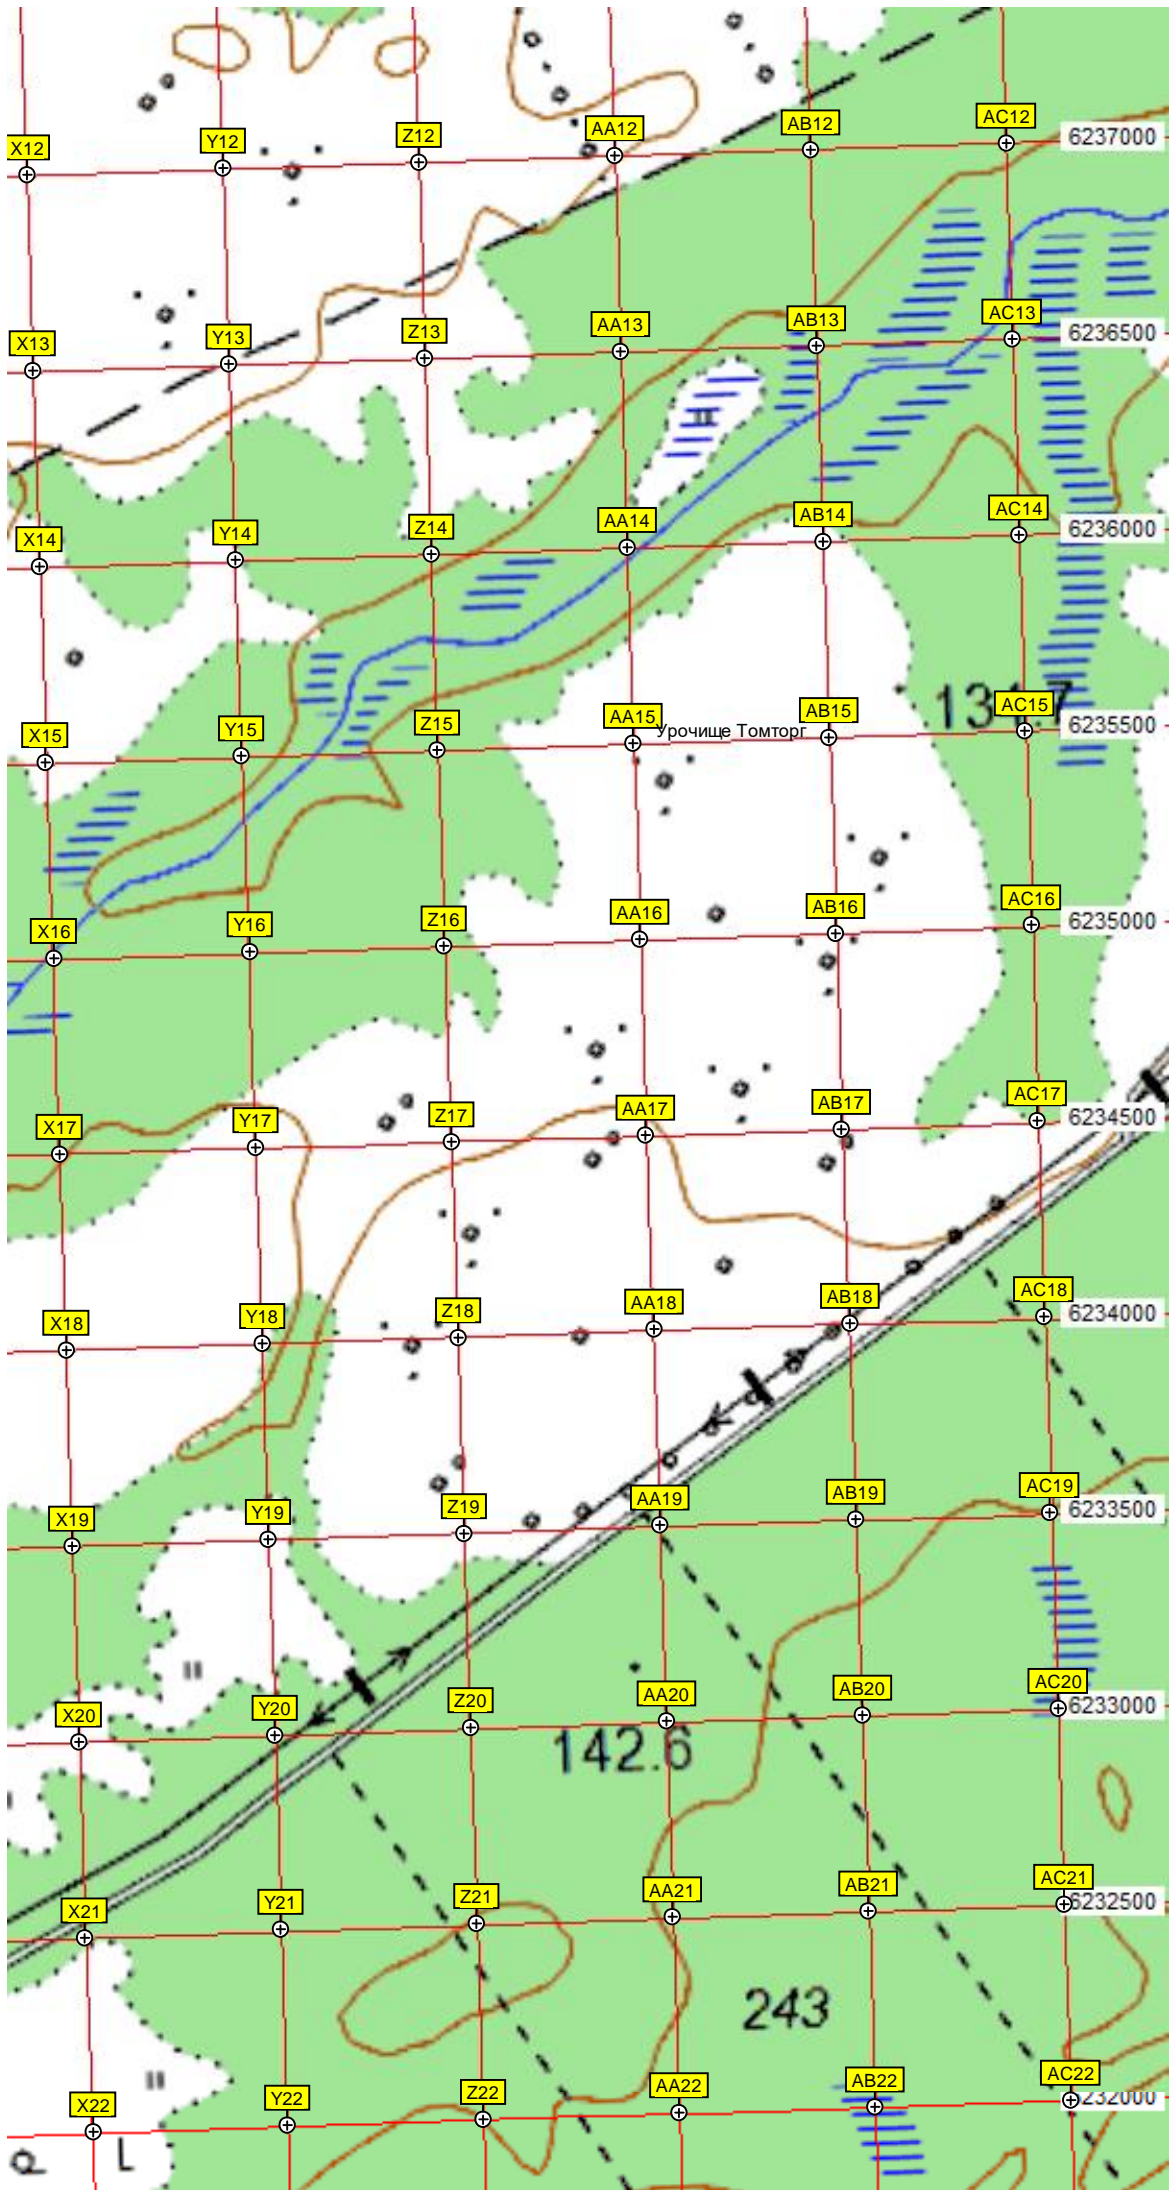 X12 Y12 Z12 AA12 AB12 AC12 6237000
X13 Y13 Z13 AA13 AB13 AC13 6236500
X14 Y14 Z14 AA14 AB14 AC14 6236000
X15 Y15 Z15 AA15 Урочище Томторг AB15 AC15 6235500
X16 Y16 Z16 AA16 AB16 AC16 6235000
X17 Y17 Z17 AA17 AB17 AC17 6234500
X18 Y18 Z18 AA18 AB18 AC18 6234000
X19 Y19 Z19 AA19 AB19 AC19 6233500
X20 Y20 Z20 AA20 AB20 AC20 6233000
142.6
X21 Y21 Z21 AA21 AB21 AC21 6232500
243
X22 Y22 Z22 AA22 AB22 AC22